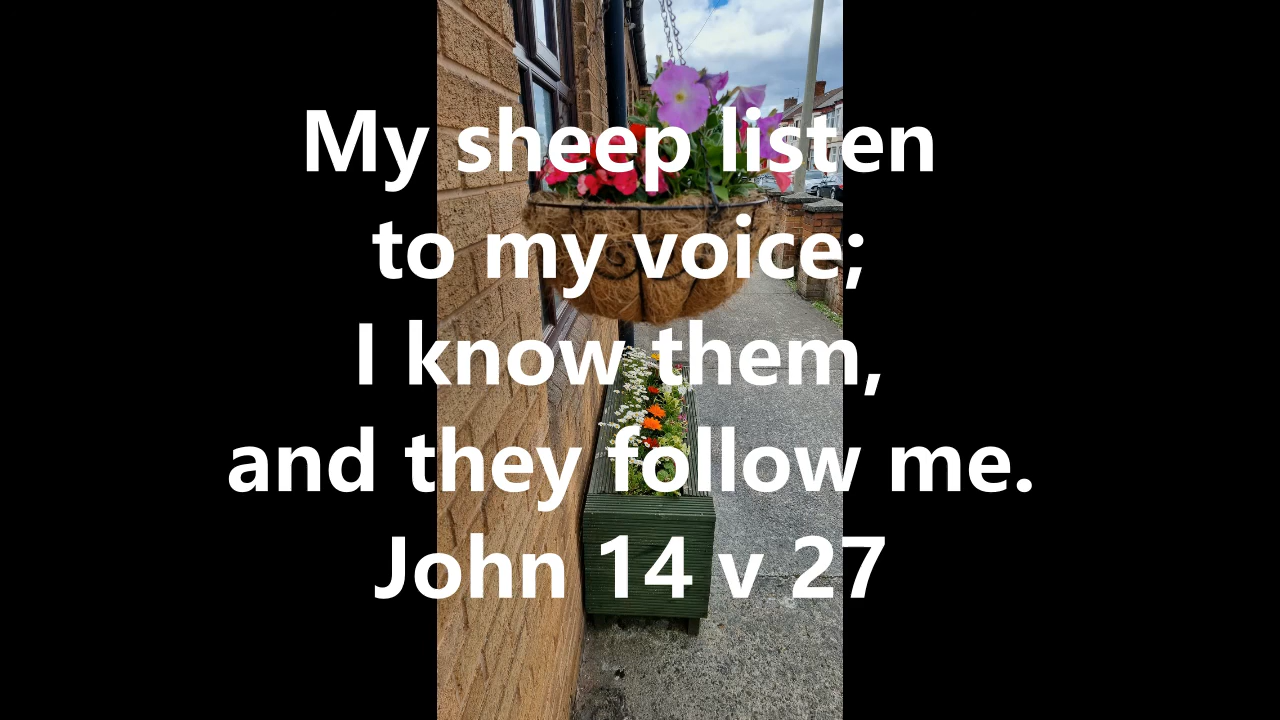 My sheep listen
to my voice;
I know them,
and they follow me.
John 14 v 27